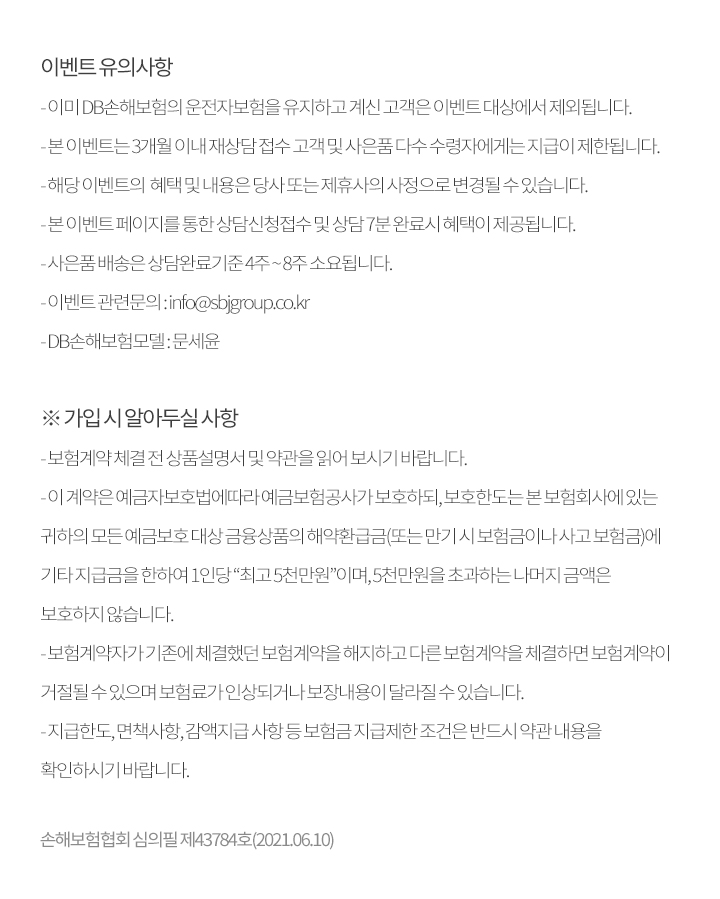 이벤트 유의사항
- 이미 DB손해보험의 운전자보험을 유지하고 계신 고객은 이벤트 대상에서 제외됩니다.
- 본 이벤트는 3개월 이내 재상담 접수 고객 및 사은품 다수 수령자에게는 지급이 제한됩니다.
- 해당 이벤트의 혜택 및 내용은 당사 또는 제휴사의 사정으로 변경될 수 있습니다.
- 본 이벤트 페이지를 통한 상담신청접수 및 상담 7분 완료시 혜택이 제공됩니다.
- 사은품 배송은 상담완료기준 4주 ~ 8주 소요됩니다.
- 이벤트 관련문의 : info@sbjgroup.co.kr
- DB손해보험모델 : 문세윤
※ 가입 시 알아두실 사항
- 보험계약 체결 전 상품설명서 및 약관을 읽어 보시기 바랍니다.
- 이 계약은 예금자보호법에따라 예금보험공사가 보호하되, 보호한도는 본 보험회사에 있는
귀하의 모든 예금보호 대상 금융상품의 해약환급금(또는 만기 시 보험금이나 사고 보험금)에
기타 지급금을 한하여 1인당 “최고 5천만원”이며, 5천만원을 초과하는 나머지 금액은
보호하지 않습니다.
- 보험계약자가 기존에 체결했던 보험계약을 해지하고 다른 보험계약을 체결하면 보험계약이
거절될 수 있으며 보험료가 인상되거나 보장내용이 달라질 수 있습니다.
- 지급한도, 면책사항, 감액지급 사항 등 보험금 지급제한 조건은 반드시 약관 내용을
확인하시기 바랍니다.
손해보험협회 심의필 제43784호(2021.06.10)